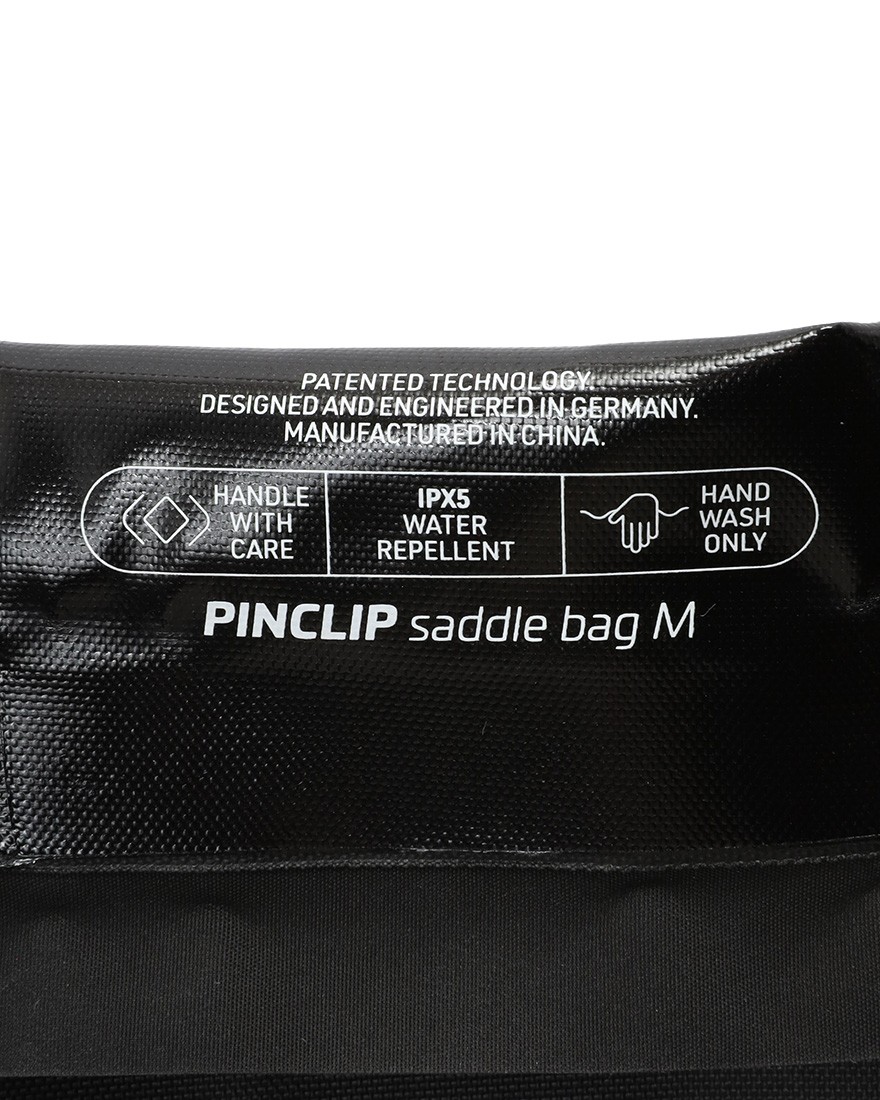 PATENTED TECHNOLOGY.
DESIGNED AND ENGINEERED IN GERMANY.
MANUFACTURED IN CHINA.
HANDLE
WITH
CARE
IPX5
WATER
REPELLENT
HAND
WASH
ONLY
PINCLIP saddle bag M